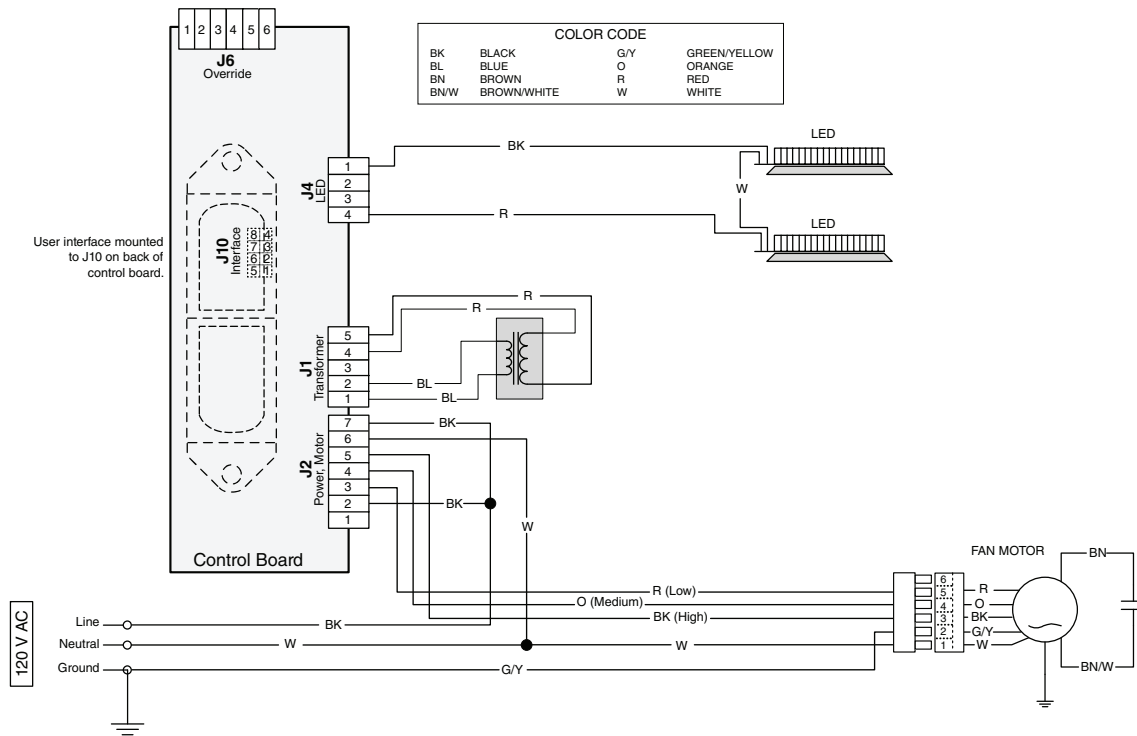 1 2 3 4 5 6
J6
Override
COLOR CODE
BK BLACK G/Y GREEN/YELLOW
BL BLUE O ORANGE
BN BROWN R RED
BN/W BROWN/WHITE W WHITE
LED
BK
W
LED
R
J4
LED
1
2
3
4
User interface mounted
to J10 on back of
control board.
J10
Interface
8 4
7 3
6 2
5 1
J1
Transformer
5
4
3
2
1
R
R
BL
BL
J2
Power, Motor
7
6
5
4
3
2
1
BK
BK
W
Control Board
FAN MOTOR
BN
R (Low)
O (Medium)
BK (High)
W
6
5
4
3
2
1
R
O
BK
G/Y
W
BN/W
120 V AC
Line
BK
Neutral
W
Ground
G/Y